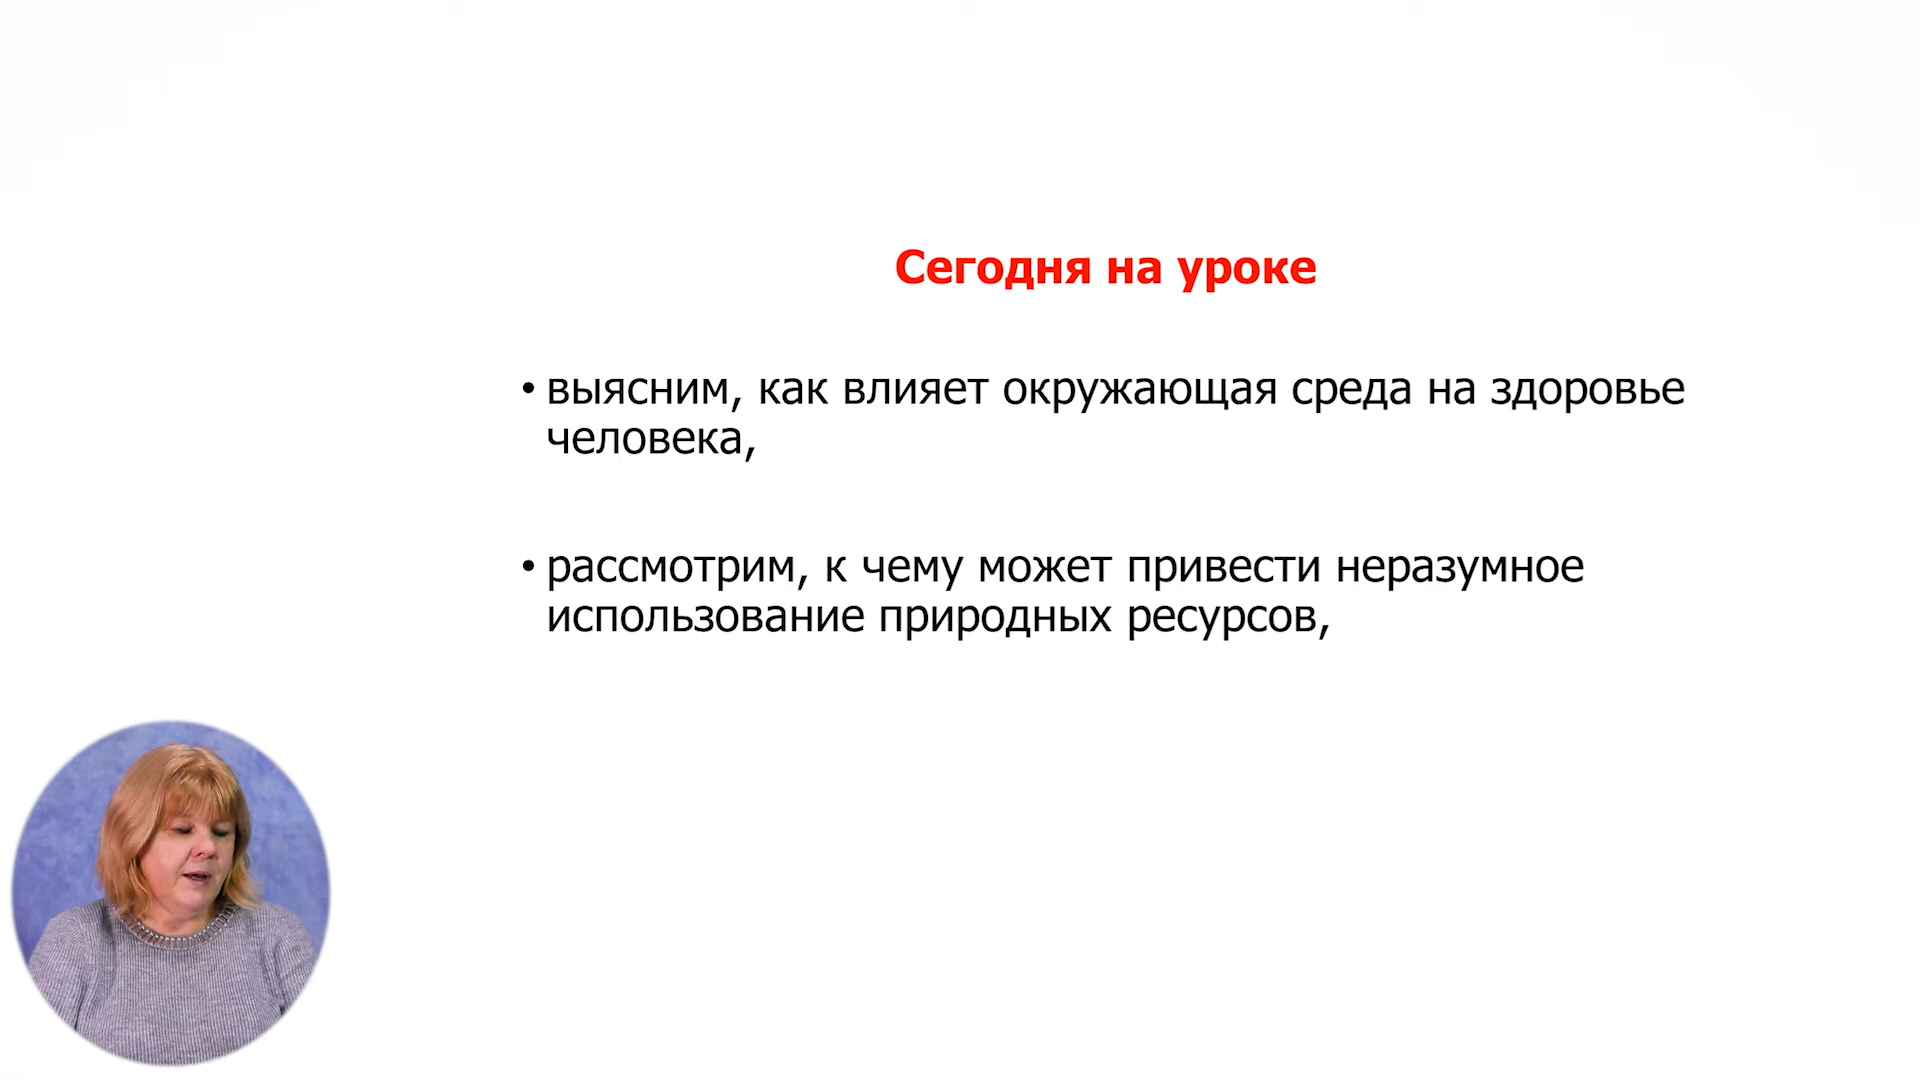 Сегодня на уроке
• выясним, как влияет окружающая среда на здоровье
человека,
• рассмотрим, к чему может привести неразумное
использование природных ресурсов,